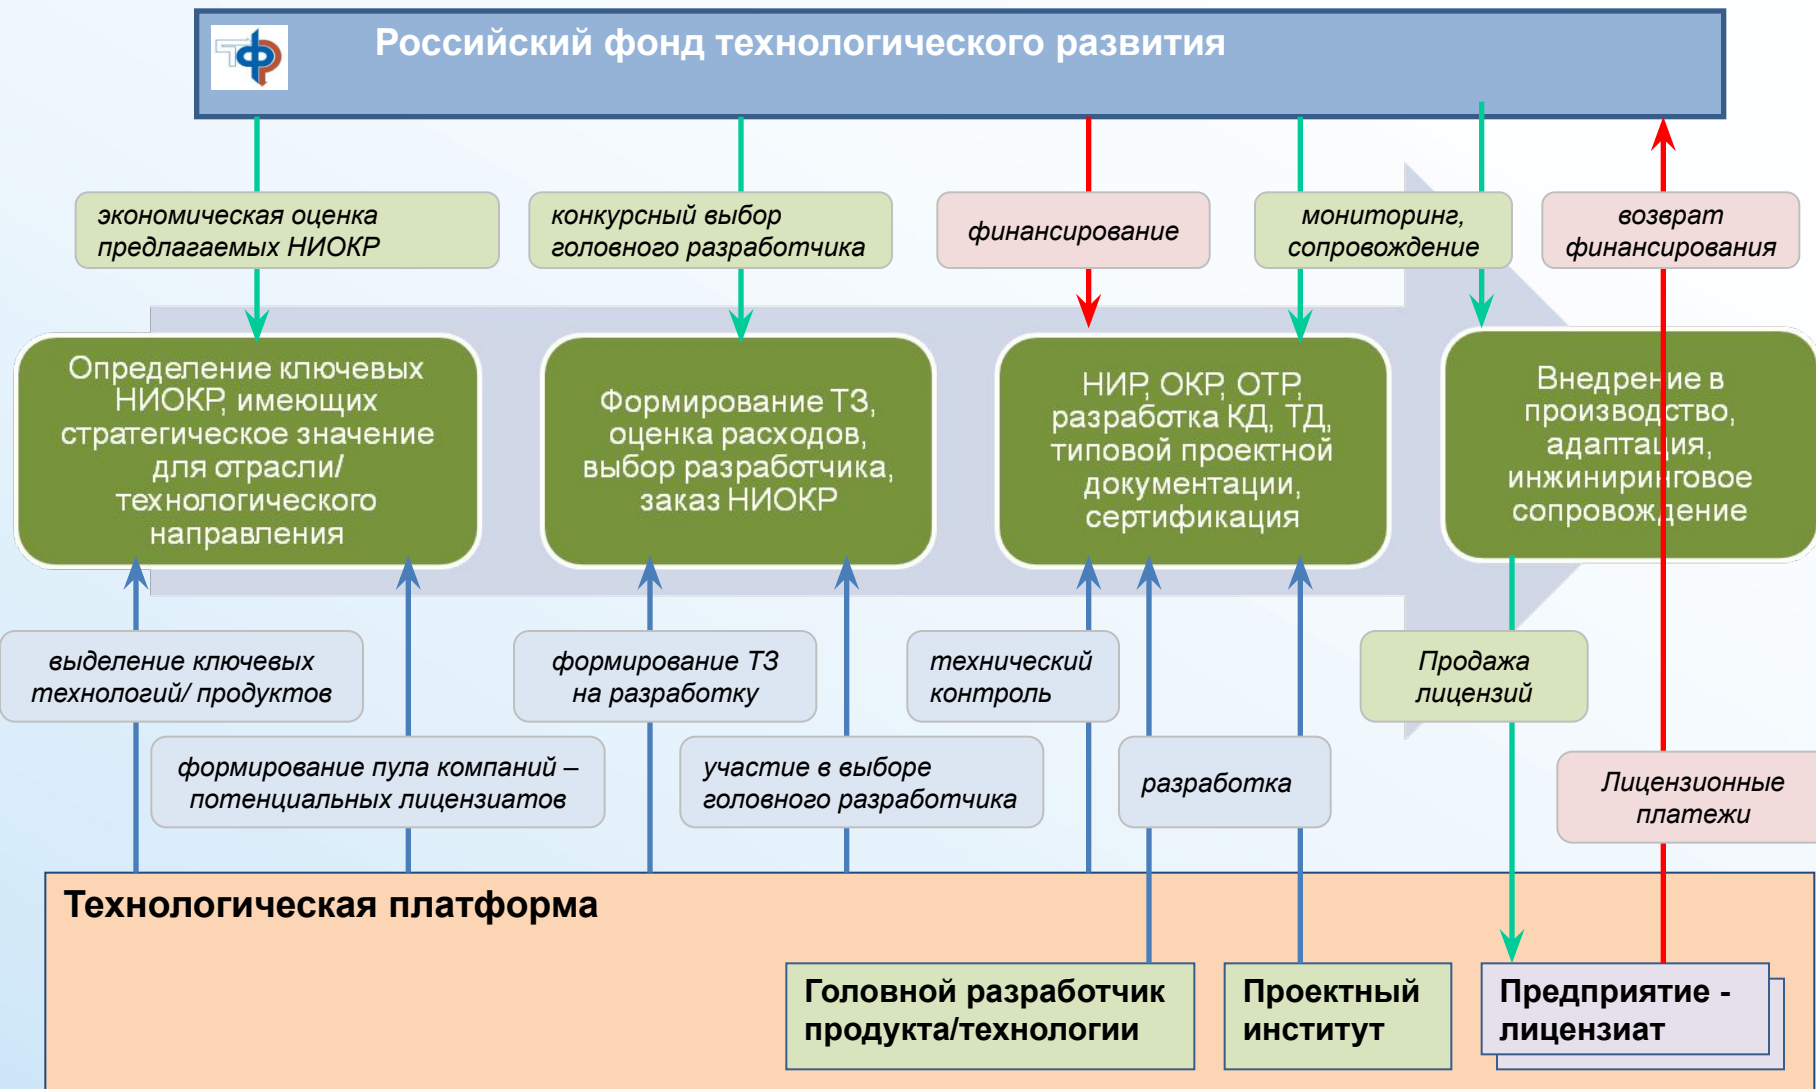 ТФР
Российский фонд технологического развития
экономическая оценка
предлагаемых НИОКР
конкурсный выбор
головного разработчика
финансирование
мониторинг,
сопровождение
возврат
финансирования
Определение ключевых
НИОКР, имеющих
стратегическое значение
для отрасли/
технологического
направления
Формирование ТЗ,
оценка расходов,
выбор разработчика,
заказ НИОКР
НИР, ОКР, ОТР,
разработка КД, ТД,
типовой проектной
документации,
сертификация
Внедрение в
производство,
адаптация,
инжиниринговое
сопровождение
выделение ключевых
технологий/ продуктов
формирование ТЗ
на разработку
технический
контроль
Продажа
лицензий
формирование пула компаний –
потенциальных лицензиатов
участие в выборе
головного разработчика
разработка
Лицензионные
платежи
Технологическая платформа
Головной разработчик
продукта/технологии
Проектный
институт
Предприятие -
лицензиат